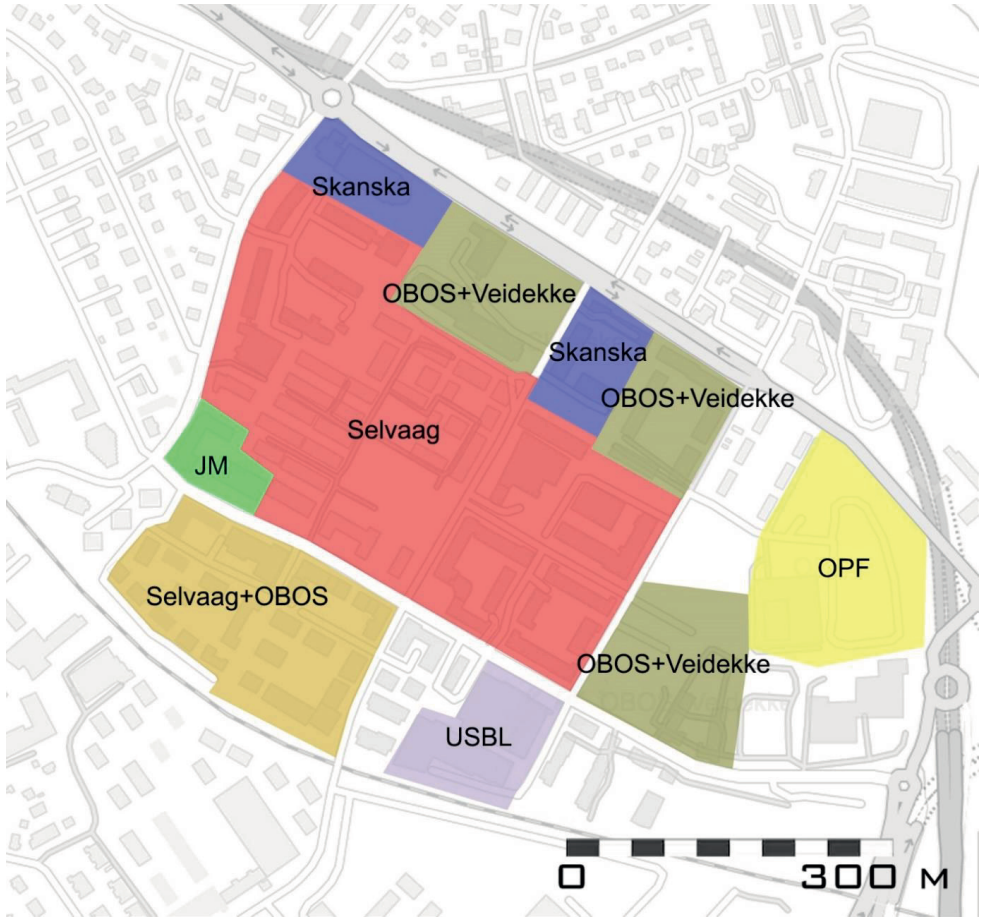 Skanska
OBOS+Veidekke
Skanska
OBOS+Veidekke
Selvaag
JM
OPF
Selvaag+OBOS
OBOS+Veidekke
USBL
0 300 M